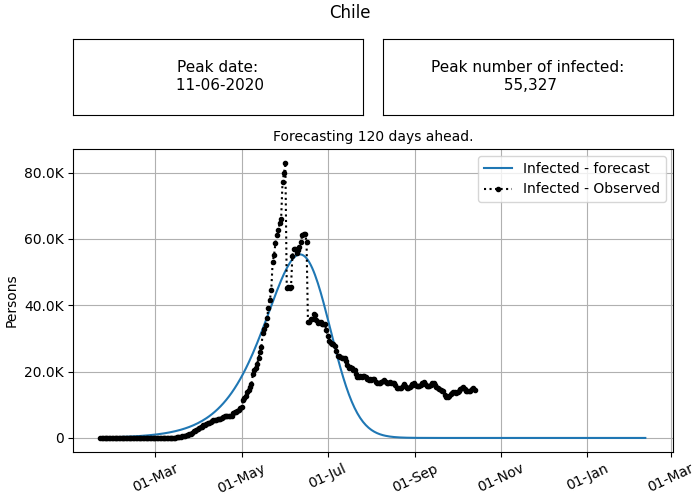 Chile
Peak date:
11-06-2020
Peak number of infected:
55,327
Forecasting 120 days ahead.
Infected - forecast
Infected - Observed
80.0K
60.0K
40.0K
20.0K
0
Persons
01-Mar
01-May
01-Jul
01-Sep
01-Nov
01-Jan
01-Mar